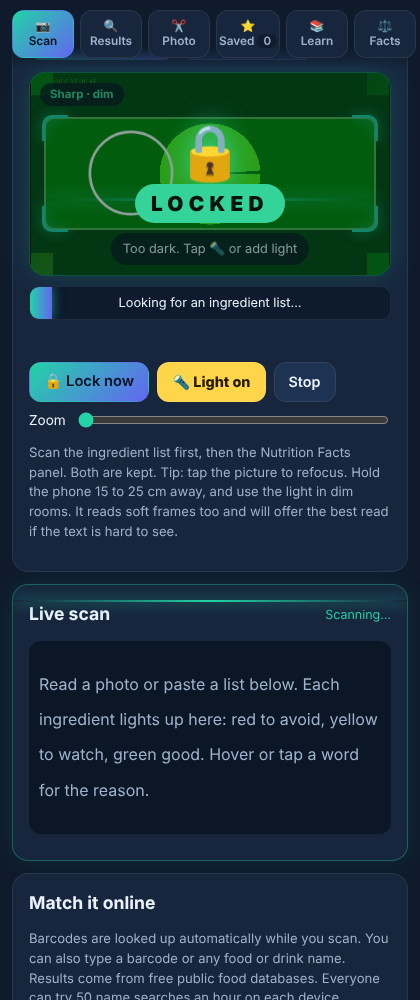 Scan
Results
Photo
Saved 0
Learn
Facts
Sharp · dim
LOCKED
Too dark. Tap 🔦 or add light
Looking for an ingredient list...
🔒 Lock now
🔦 Light on
Stop
Zoom
Scan the ingredient list first, then the Nutrition Facts
panel. Both are kept. Tip: tap the picture to refocus. Hold
the phone 15 to 25 cm away, and use the light in dim
rooms. It reads soft frames too and will offer the best read
if the text is hard to see.
Live scan
Scanning...
Read a photo or paste a list below. Each
ingredient lights up here: red to avoid, yellow
to watch, green good. Hover or tap a word
for the reason.
Match it online
Barcodes are looked up automatically while you scan. You
can also type a barcode or any food or drink name.
Results come from free public food databases. Everyone
can try 50 name searches an hour on each device.